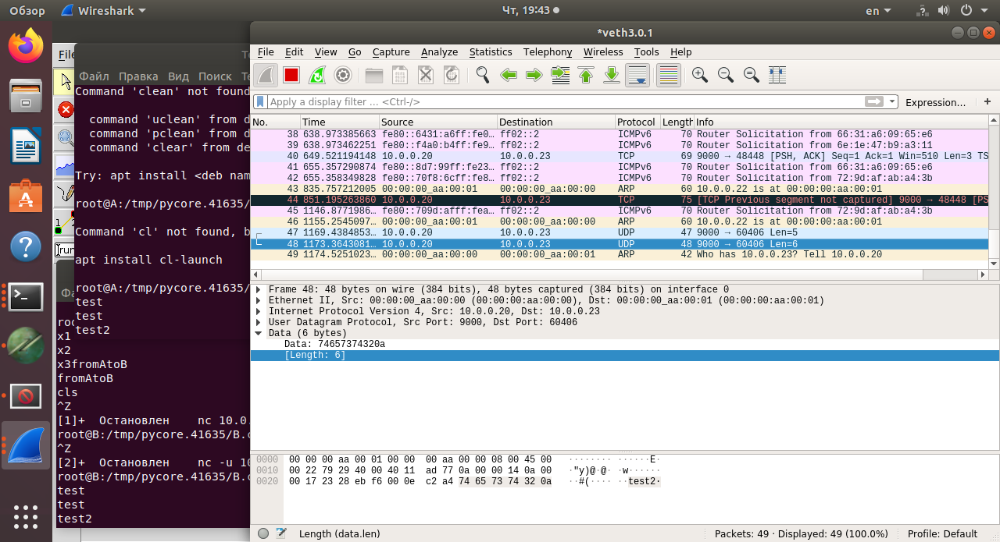 Обзор Wireshark Чт, 19:43 en
*veth3.0.1
File
Файл Правка Вид Поиск
Command 'clean' not found
command 'uclean' from d
command 'pclean' from d
command 'clear' from de
Try: apt install <deb nam
root@A:/tmp/pycore.41635/
Command 'cl' not found, b
apt install cl-launch
root@A:/tmp/pycore.41635/
test
test
test2
x1
x2
x3fromAtoB
fromAtoB
cls
^Z
[1]+ Остановлен nc 10.0.
root@B:/tmp/pycore.41635/B.c
^Z
[2]+ Остановлен nc -u 10
root@B:/tmp/pycore.41635/B.c
test
test
test2
File Edit View Go Capture Analyze Statistics Telephony Wireless Tools Help
Apply a display filter … <Ctrl-/> Expression… +
No. Time Source Destination Protocol Length Info
38 638.973385663 fe80::6431:a6ff:fe0… ff02::2 ICMPv6 70 Router Solicitation from 66:31:a6:09:65:e6
39 638.973462251 fe80::f4a0:b4ff:fe9… ff02::2 ICMPv6 70 Router Solicitation from 6e:1e:47:b9:a3:11
40 649.521194148 10.0.0.20 10.0.0.23 TCP 69 9000 → 48448 [PSH, ACK] Seq=1 Ack=1 Win=510 Len=3 TS
41 655.357290874 fe80::8d7:99ff:fe23… ff02::2 ICMPv6 70 Router Solicitation from 66:31:a6:09:65:e6
42 655.358349828 fe80::70f8:6cff:fe8… ff02::2 ICMPv6 70 Router Solicitation from 72:9d:af:ab:a4:3b
43 835.757212005 00:00:00_aa:00:01 00:00:00_aa:00:00 ARP 60 10.0.0.22 is at 00:00:00:aa:00:01
44 851.195263860 10.0.0.20 10.0.0.23 TCP 75 [TCP Previous segment not captured] 9000 → 48448 [PS
45 1146.8771986… fe80::709d:afff:fea… ff02::2 ICMPv6 70 Router Solicitation from 72:9d:af:ab:a4:3b
46 1155.2545097… 00:00:00_aa:00:01 00:00:00_aa:00:00 ARP 60 10.0.0.22 is at 00:00:00:aa:00:01
47 1169.4384853… 10.0.0.20 10.0.0.23 UDP 47 9000 → 60406 Len=5
48 1173.3643081… 10.0.0.20 10.0.0.23 UDP 48 9000 → 60406 Len=6
49 1174.5251023… 00:00:00_aa:00:00 00:00:00_aa:00:01 ARP 42 Who has 10.0.0.23? Tell 10.0.0.20
Frame 48: 48 bytes on wire (384 bits), 48 bytes captured (384 bits) on interface 0
Ethernet II, Src: 00:00:00_aa:00:00 (00:00:00:aa:00:00), Dst: 00:00:00_aa:00:01 (00:00:00:aa:00:01)
Internet Protocol Version 4, Src: 10.0.0.20, Dst: 10.0.0.23
User Datagram Protocol, Src Port: 9000, Dst Port: 60406
Data (6 bytes)
Data: 74657374320a
[Length: 6]
0000 00 00 00 aa 00 01 00 00 00 aa 00 00 08 00 45 00 ········ ······E·
0010 00 22 79 29 40 00 40 11 ad 77 0a 00 00 14 0a 00 ·"y)@·@· ·w······
0020 00 17 23 28 eb f6 00 0e c2 a4 74 65 73 74 32 0a ··#(···· ··test2·
Length (data.len) Packets: 49 · Displayed: 49 (100.0%) Profile: Default